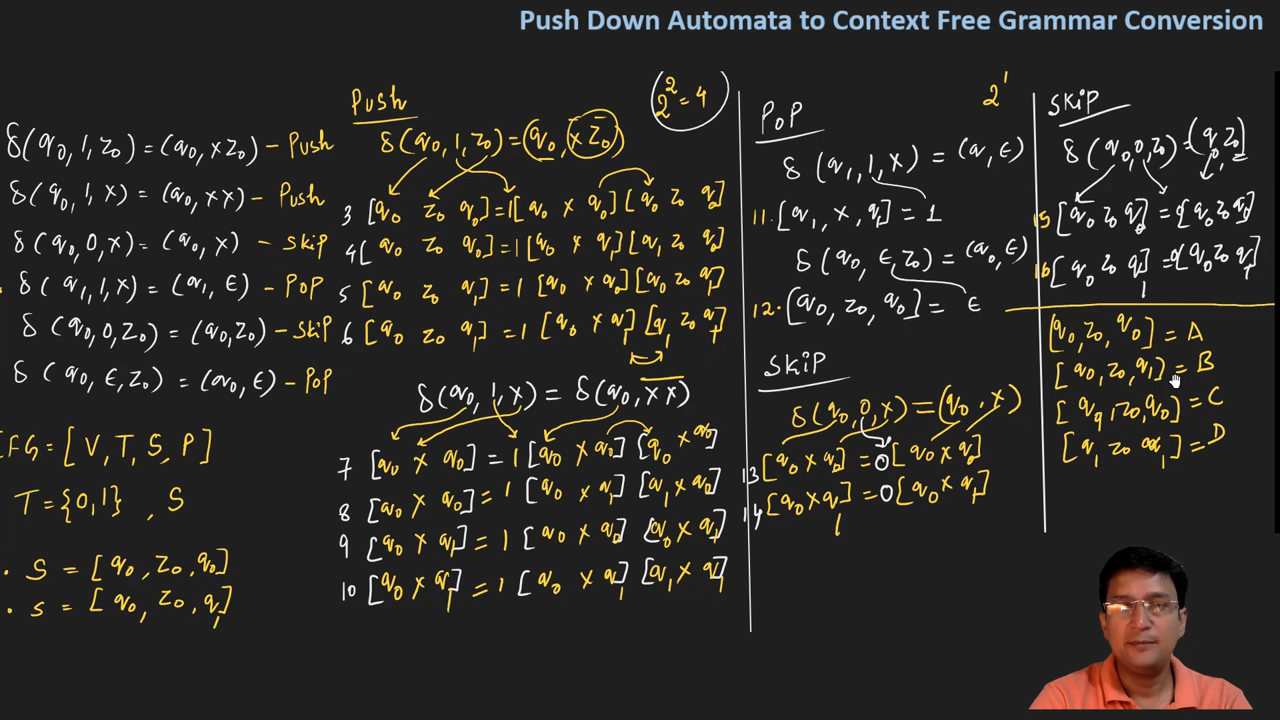 Push Down Automata to Context Free Grammar Conversion
δ(q0, 1, z0) = (q0, xz0) - Push
δ(q0, 1, x) = (q0, xx) - Push
δ(q0, 0, x) = (q0, x) - Skip
δ(q1, 1, x) = (q1, ε) - PoP
δ(q0, 0, z0) = (q0, z0) - Skip
δ(q0, ε, z0) = (q0, ε) - PoP
CFG = [V, T, S, P]
T = {0, 1}, S
. S = [q0, z0, q0]
. S = [q0, z0, q1]
Push
2^2 = 4
δ(q0, 1, z0) = (q0, xz0)
3 [q0 z0 q0] = 1[q0 x q0] [q0 z0 q0]
4 [q0 z0 q0] = 1[q0 x q1] [q1 z0 q0]
5 [q0 z0 q1] = 1 [q0 x q0] [q0 z0 q1]
6 [q0 z0 q1] = 1 [q0 x q1] [q1 z0 q1]
δ(q0, 1, x) = δ(q0, xx)
7 [q0 x q0] = 1 [q0 x q0] [q0 x q0]
8 [q0 x q0] = 1 [q0 x q1] [q1 x q0]
9 [q0 x q1] = 1 [q0 x q0] [q0 x q1]
10 [q0 x q1] = 1 [q0 x q1] [q1 x q1]
PoP
2^1
δ(q1, 1, x) = (q1, ε)
11. [q1, x, q1] = 1
δ(q0, ε, z0) = (q0, ε)
12. [q0, z0, q0] = ε
SKiP
δ(q0, 0, x) = (q0, x)
13 [q0 x q0] = 0 [q0 x q0]
14 [q0 x q1] = 0 [q0 x q1]
SKiP
δ(q0, 0, z0) = (q0, z0)
15 [q0 z0 q0] = 0[q0 z0 q0]
16 [q0 z0 q1] = 0[q0 z0 q1]
[q0, z0, q0] = A
[q0, z0, q1] = B
[q1, z0, q0] = C
[q1 z0 q1] = D